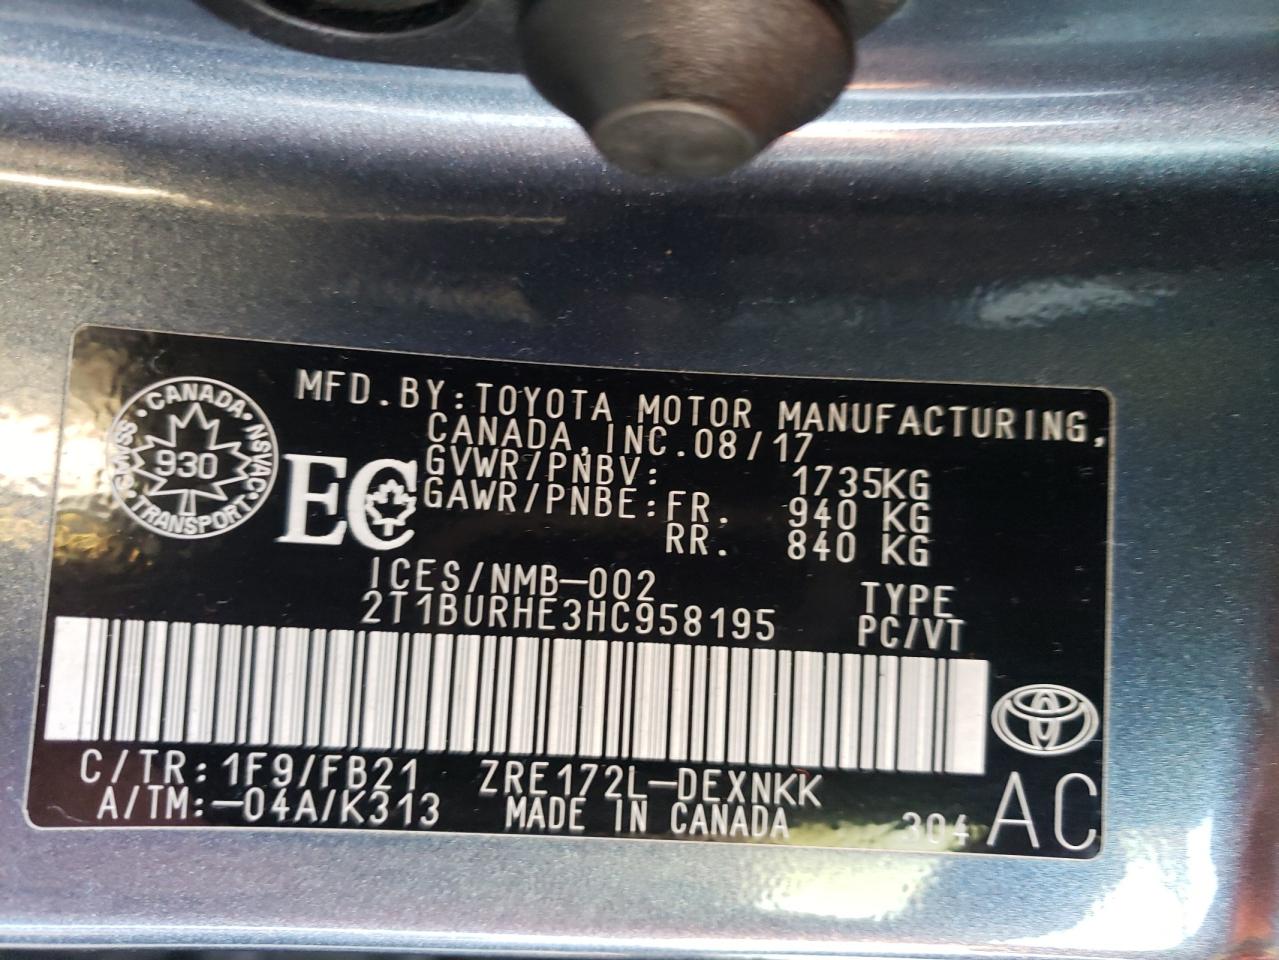 MFD.BY:TOYOTA MOTOR MANUFACTURING,
CANADA,INC.08/17
GVWR/PNBV: 1735KG
GAWR/PNBE:FR. 940 KG
RR. 840 KG
CANADA
930
TRANSPORT
NSVAC
EC
ICES/NMB-002
2T1BURHE3HC958195
TYPE
PC/VT
C/TR:1F9/FB21 ZRE172L-DEXNKK
A/TM:-04A/K313 MADE IN CANADA
304 AC